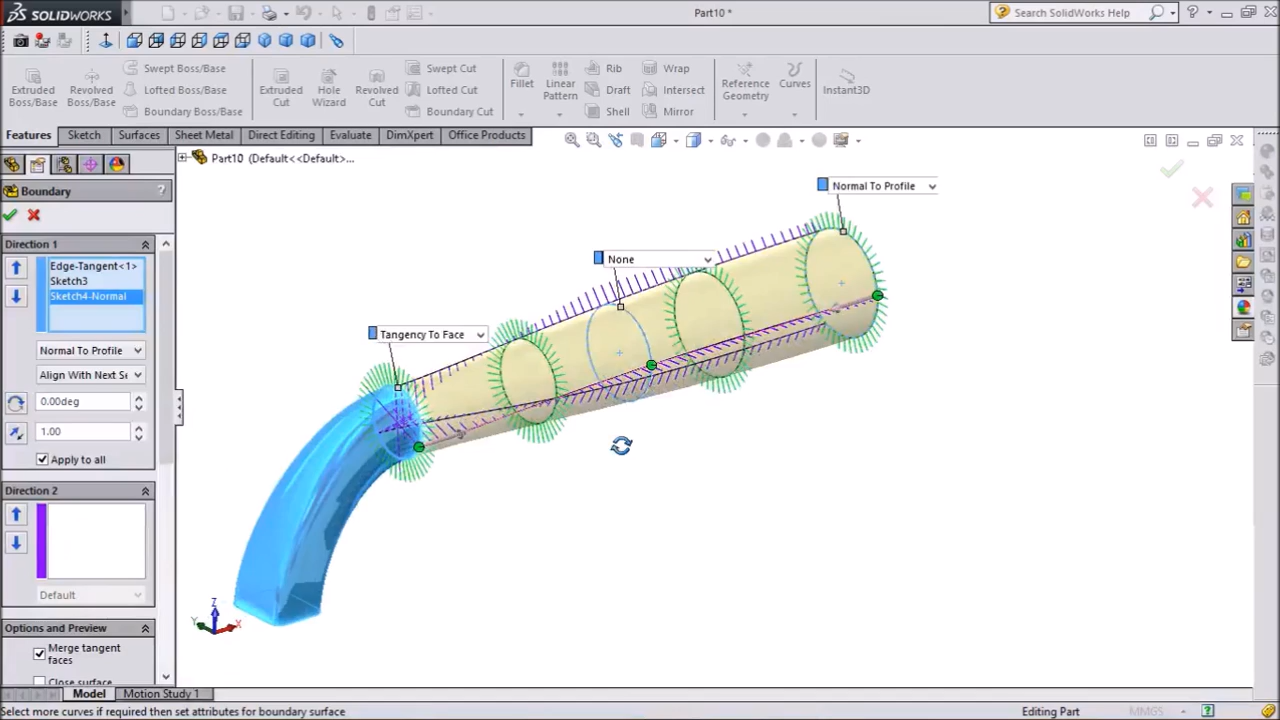 SOLIDWORKS
Part10 *
Search SolidWorks Help
Extruded Boss/Base
Revolved Boss/Base
Swept Boss/Base
Lofted Boss/Base
Boundary Boss/Base
Extruded Cut
Hole Wizard
Revolved Cut
Swept Cut
Lofted Cut
Boundary Cut
Fillet
Linear Pattern
Rib
Draft
Shell
Wrap
Intersect
Mirror
Reference Geometry
Curves
Instant3D
Features
Sketch
Surfaces
Sheet Metal
Direct Editing
Evaluate
DimXpert
Office Products
Part10 (Default<<Default>...
Boundary
?
Direction 1
Edge-Tangent<1>
Sketch3
Sketch4-Normal
Normal To Profile
Align With Next Se
0.00deg
1.00
Apply to all
Direction 2
Default
Options and Preview
Merge tangent faces
Close surface
Normal To Profile
None
Tangency To Face
Z
Y
X
Model
Motion Study 1
Select more curves if required then set attributes for boundary surface
Editing Part
MMGS